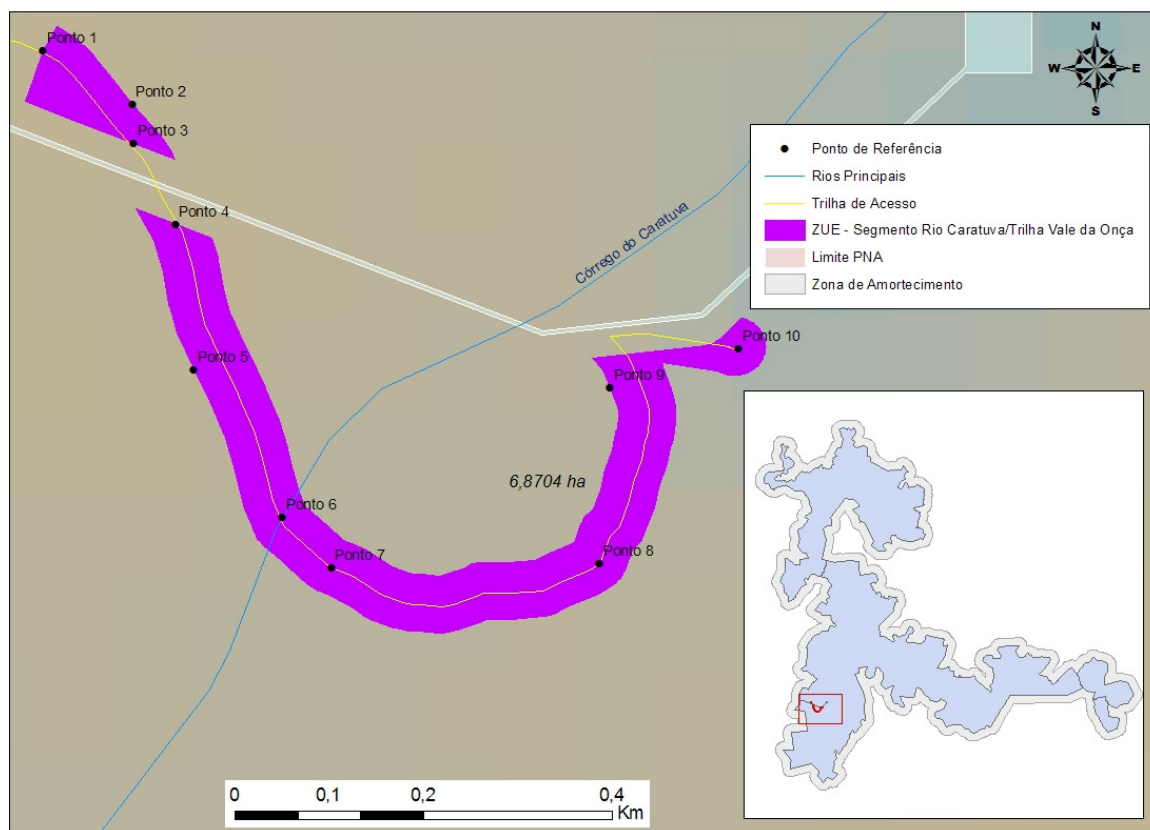 Ponto 1
Ponto 2
Ponto 3
Ponto 4
Ponto 5
Ponto 6
Ponto 7
Ponto 8
Ponto 9
Ponto 10
Córrego do Caratuva
6,8704 ha
N
W E
S
Ponto de Referência
Rios Principais
Trilha de Acesso
ZUE - Segmento Rio Caratuva/Trilha Vale da Onça
Limite PNA
Zona de Amortecimento
0 0,1 0,2 0,4
Km